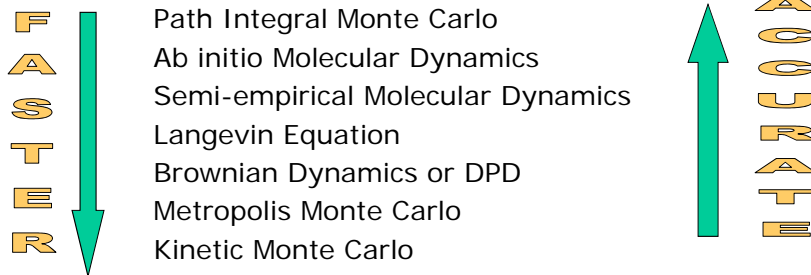 FASTER
Path Integral Monte Carlo
Ab initio Molecular Dynamics
Semi-empirical Molecular Dynamics
Langevin Equation
Brownian Dynamics or DPD
Metropolis Monte Carlo
Kinetic Monte Carlo
ACCURATE